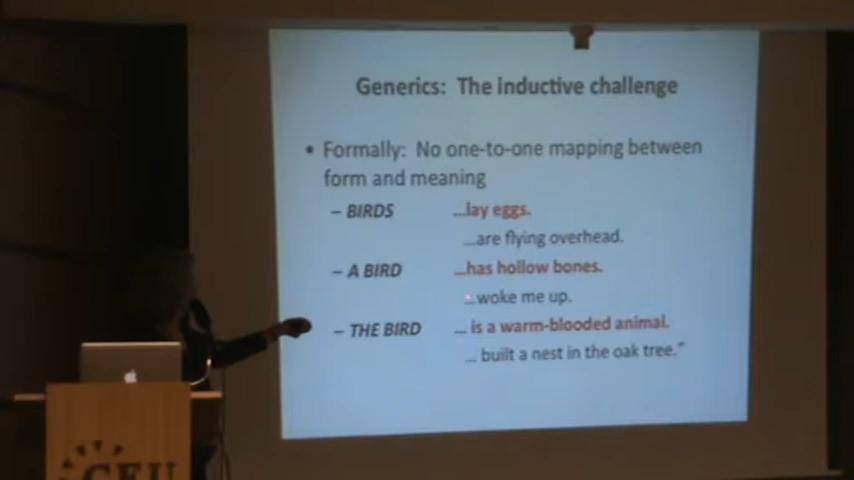 Generics: The inductive challenge
• Formally: No one-to-one mapping between
form and meaning
– BIRDS ...lay eggs.
...are flying overhead.
– A BIRD ...has hollow bones.
...woke me up.
– THE BIRD ... is a warm-blooded animal.
... built a nest in the oak tree."
CEU